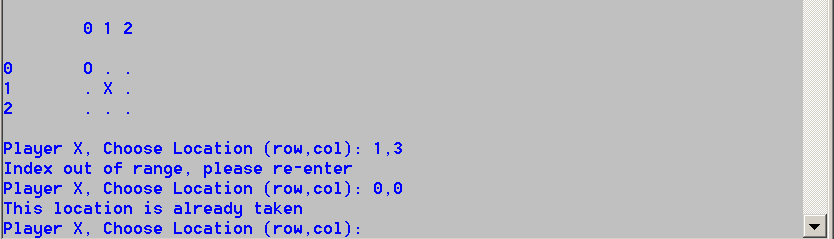 0 1 2
0 O . .
1 . X .
2 . . .
Player X, Choose Location (row,col): 1,3
Index out of range, please re-enter
Player X, Choose Location (row,col): 0,0
This location is already taken
Player X, Choose Location (row,col):